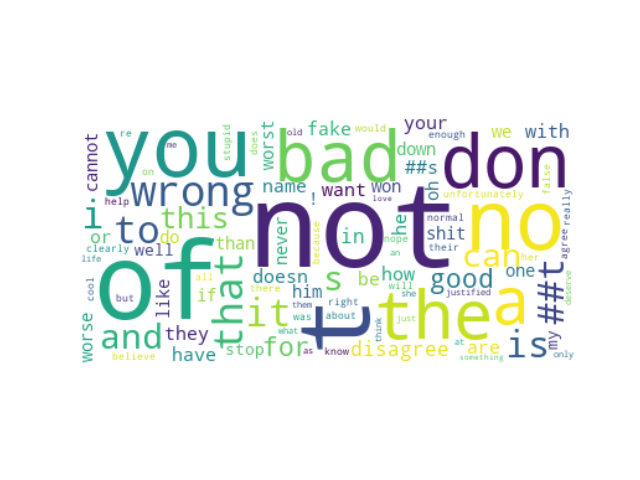 cannot
re
you
me
on
help
wrong
stupid
does
worst
old
fake
would
bad
your
enough
down
##s
we
with
don
name
!
want
won
love
oh
unfortunately
false
really
i
to
this
do
or
clearly
well
life
than
never
not
because
in
nope
an
he
normal
their
shit
no
can
her
agree
of
cool
but
like
all
if
that
there
doesn
him
s
be
how
will
she
good
justified
one
a
##t
deserve
my
worse
and
they
believe
have
it
stop
for
them
was
what
as
right
about
t
know
think
just
the
disagree
are
at
something
is
only